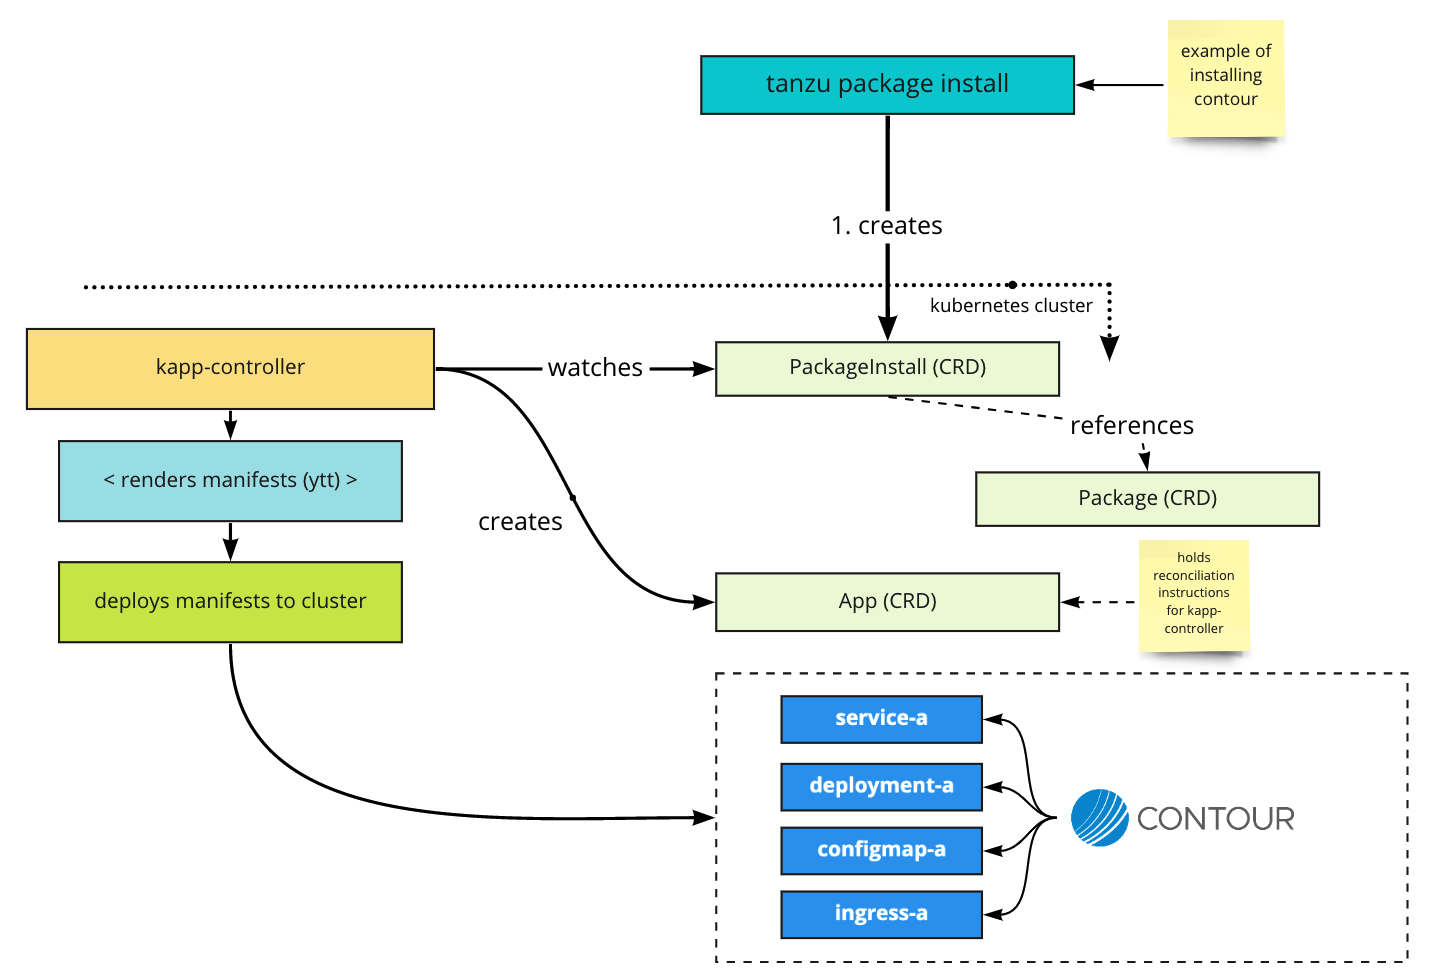 tanzu package install
example of
installing
contour
1. creates
kubernetes cluster
kapp-controller
watches
PackageInstall (CRD)
references
< renders manifests (ytt) >
Package (CRD)
creates
deploys manifests to cluster
App (CRD)
holds
reconciliation
instructions
for kapp-
controller
service-a
deployment-a
configmap-a
ingress-a
CONTOUR